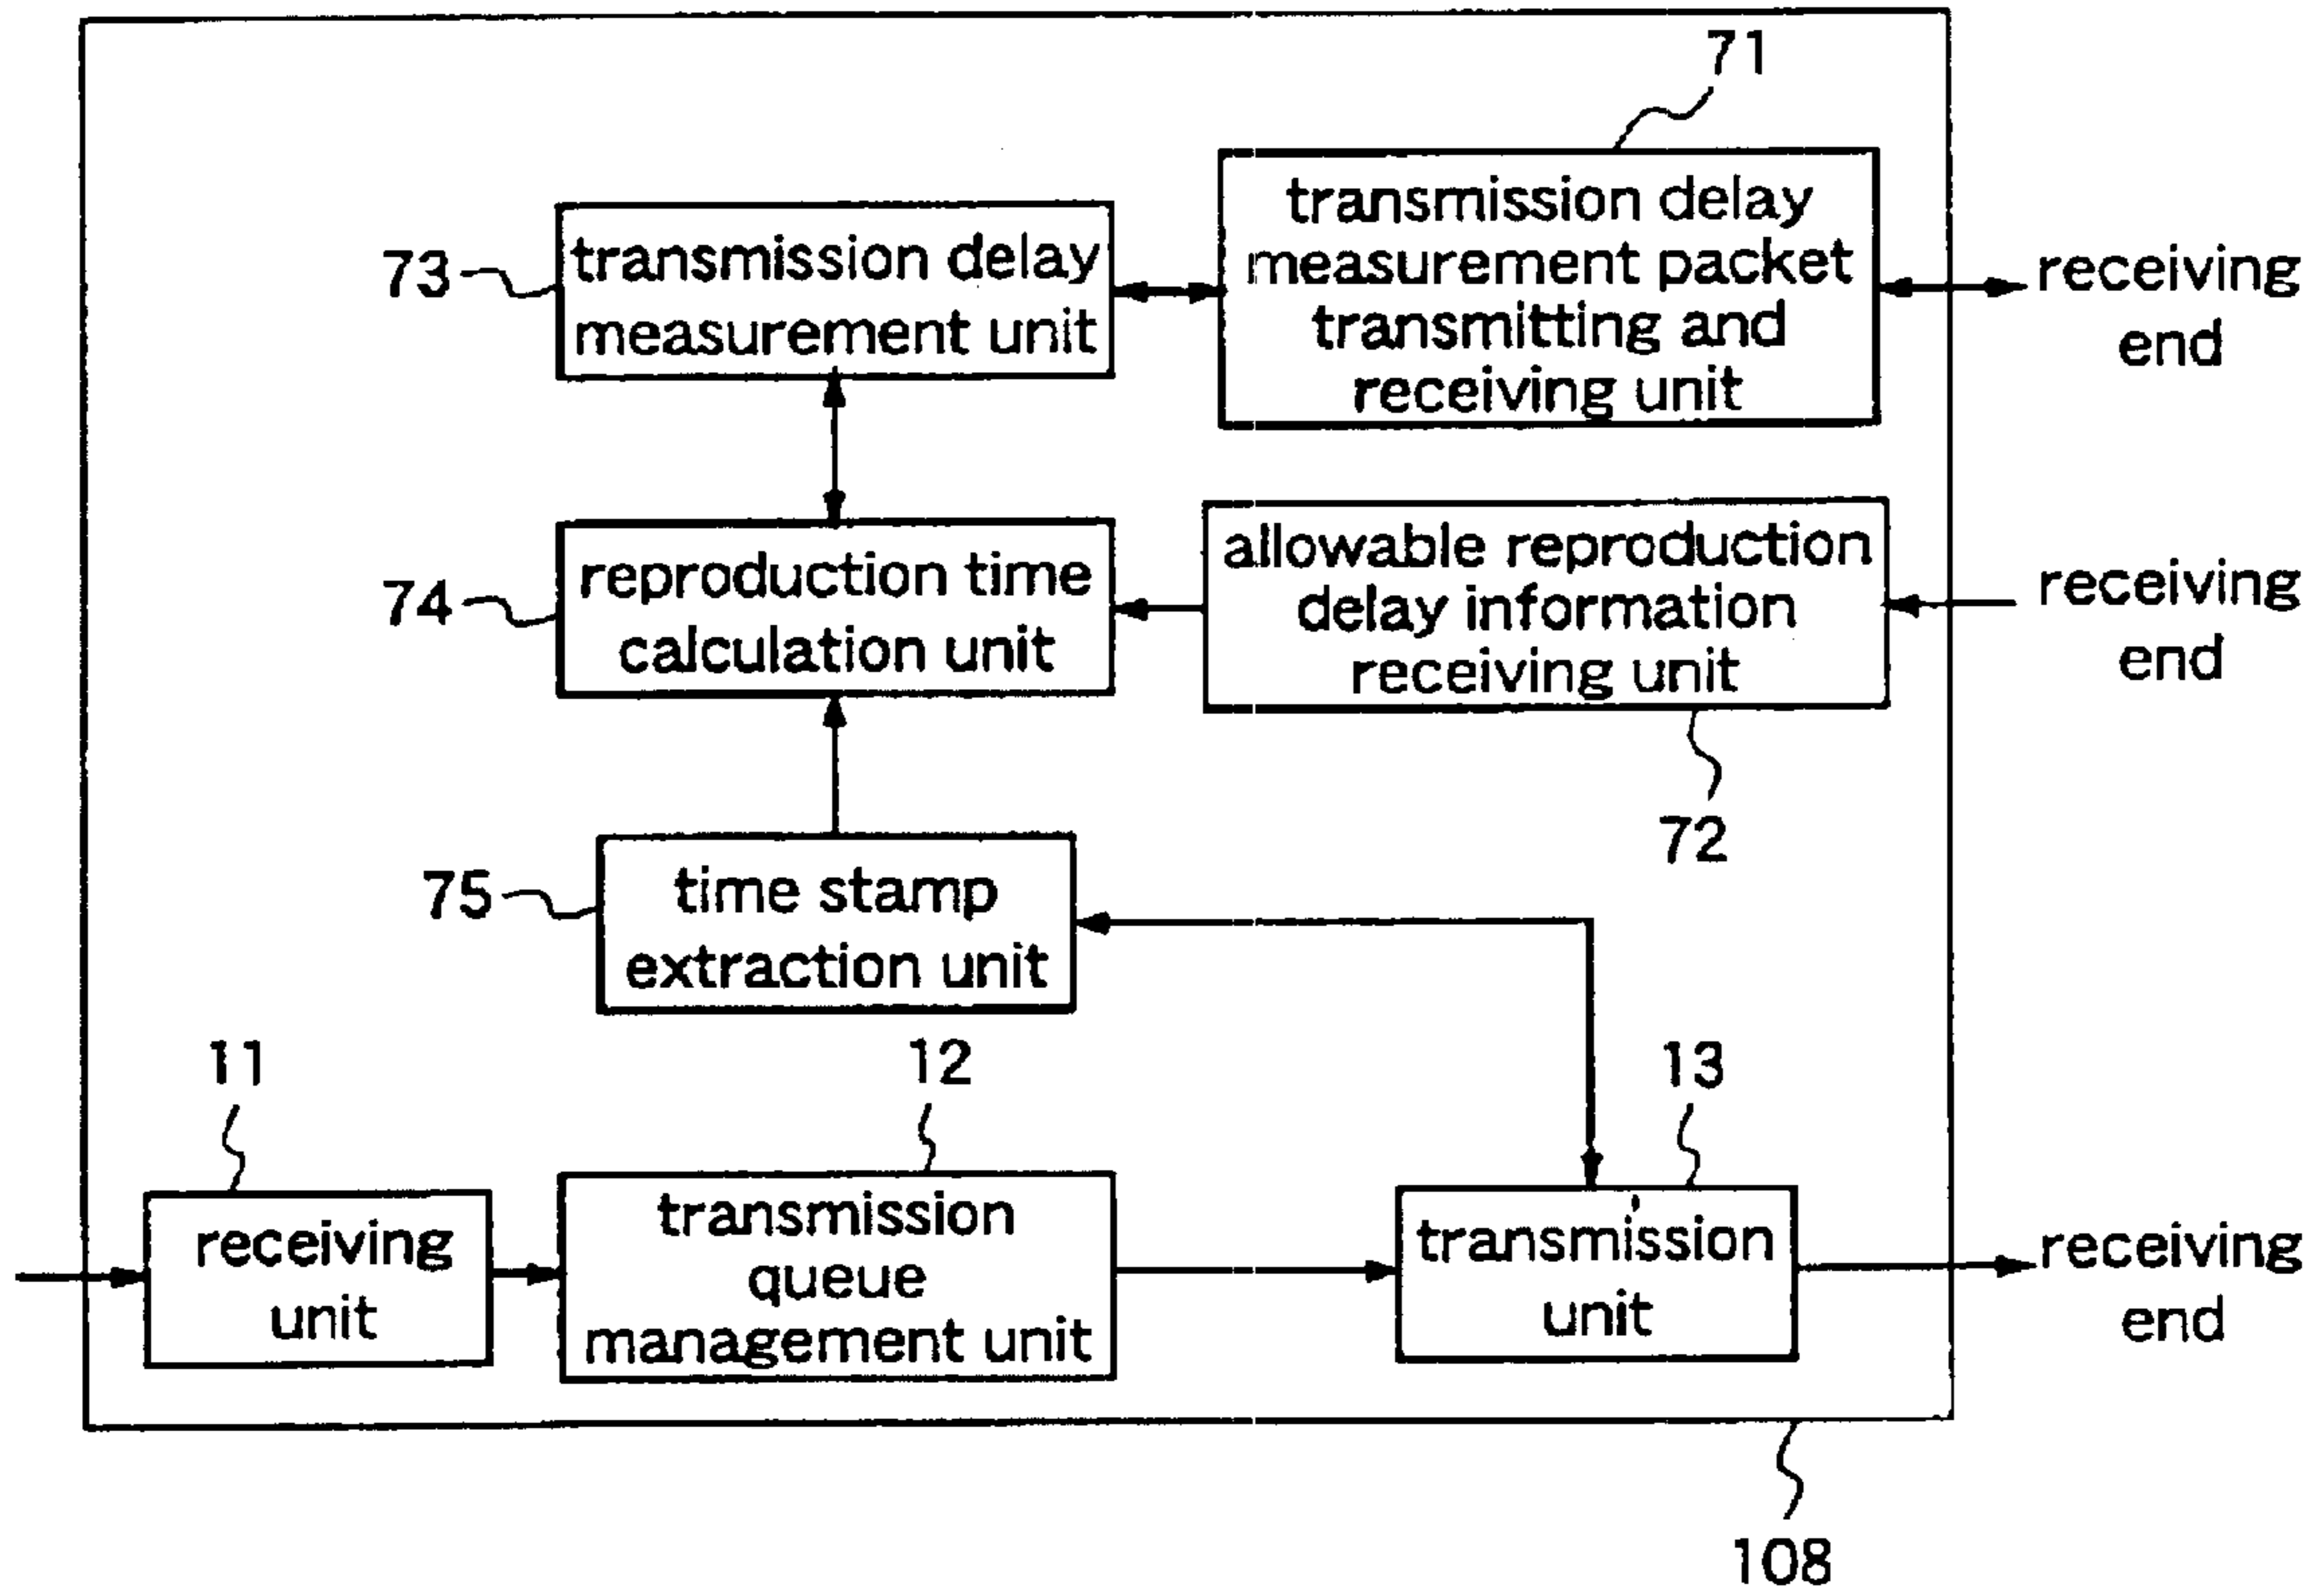 71
transmission delay
measurement packet
transmitting and
receiving unit
73
transmission delay
measurement unit
receiving
end
74
reproduction time
calculation unit
allowable reproduction
delay information
receiving unit
receiving
end
72
75
time stamp
extraction unit
11
12
13
receiving
unit
transmission
queue
management unit
transmission
unit
receiving
end
108